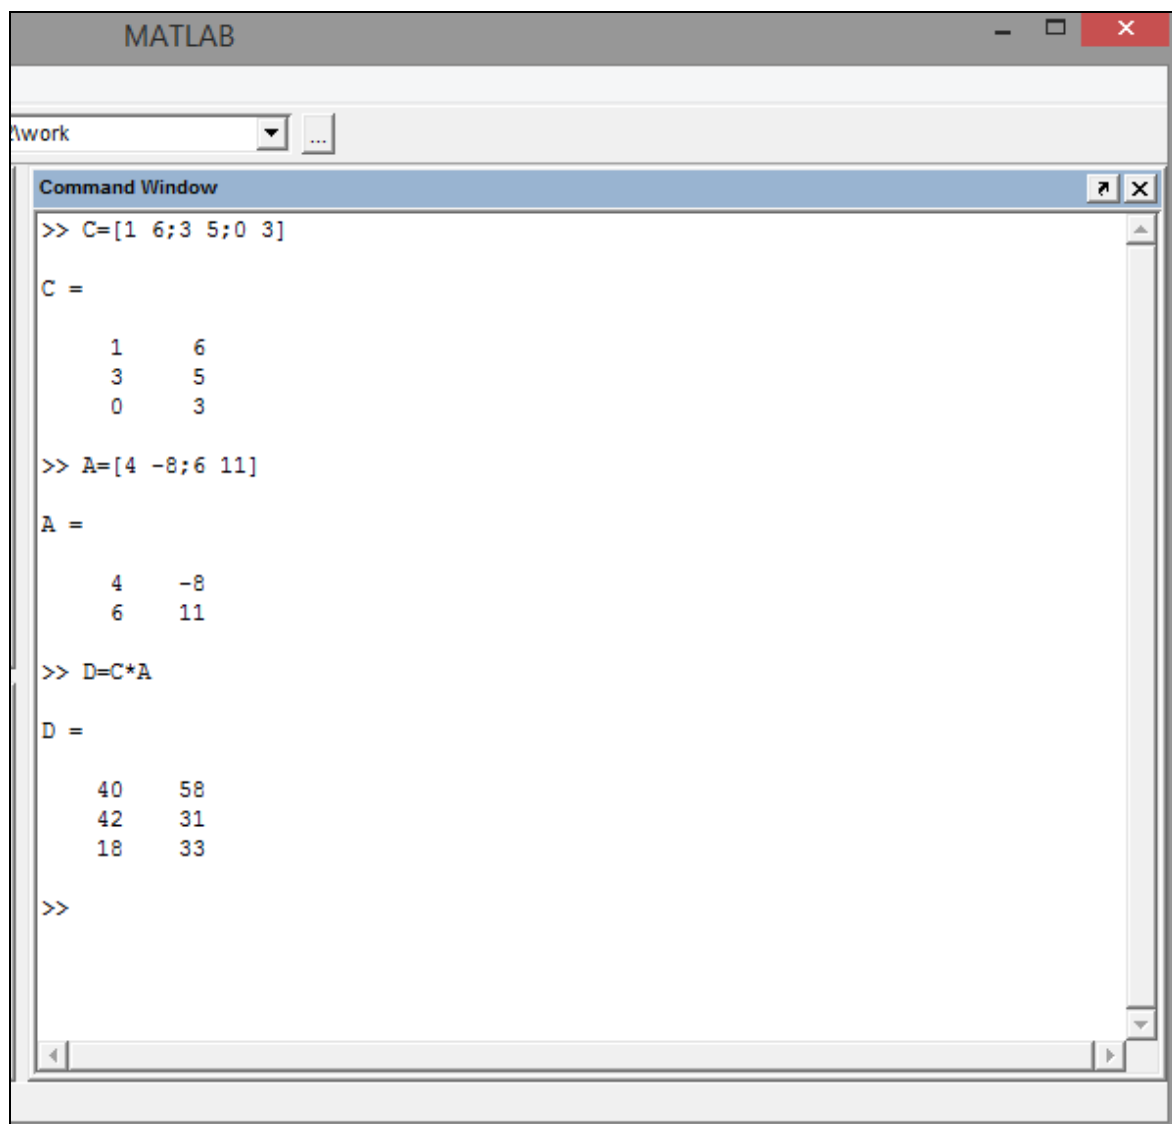 MATLAB
\work
...
Command Window
>> C=[1 6;3 5;0 3]
C =
1 6
3 5
0 3
>> A=[4 -8;6 11]
A =
4 -8
6 11
>> D=C*A
D =
40 58
42 31
18 33
>>